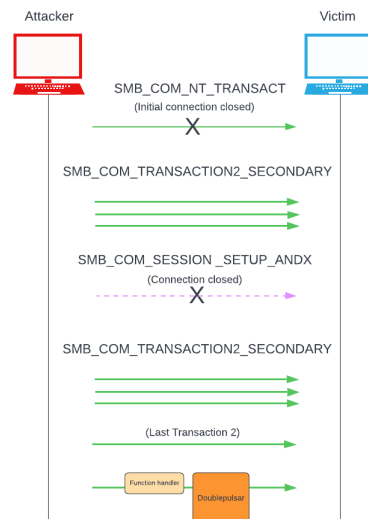 Attacker
Victim
SMB_COM_NT_TRANSACT
(Initial connection closed)
SMB_COM_TRANSACTION2_SECONDARY
SMB_COM_SESSION _SETUP_ANDX
(Connection closed)
SMB_COM_TRANSACTION2_SECONDARY
(Last Transaction 2)
Function handler
Doublepulsar